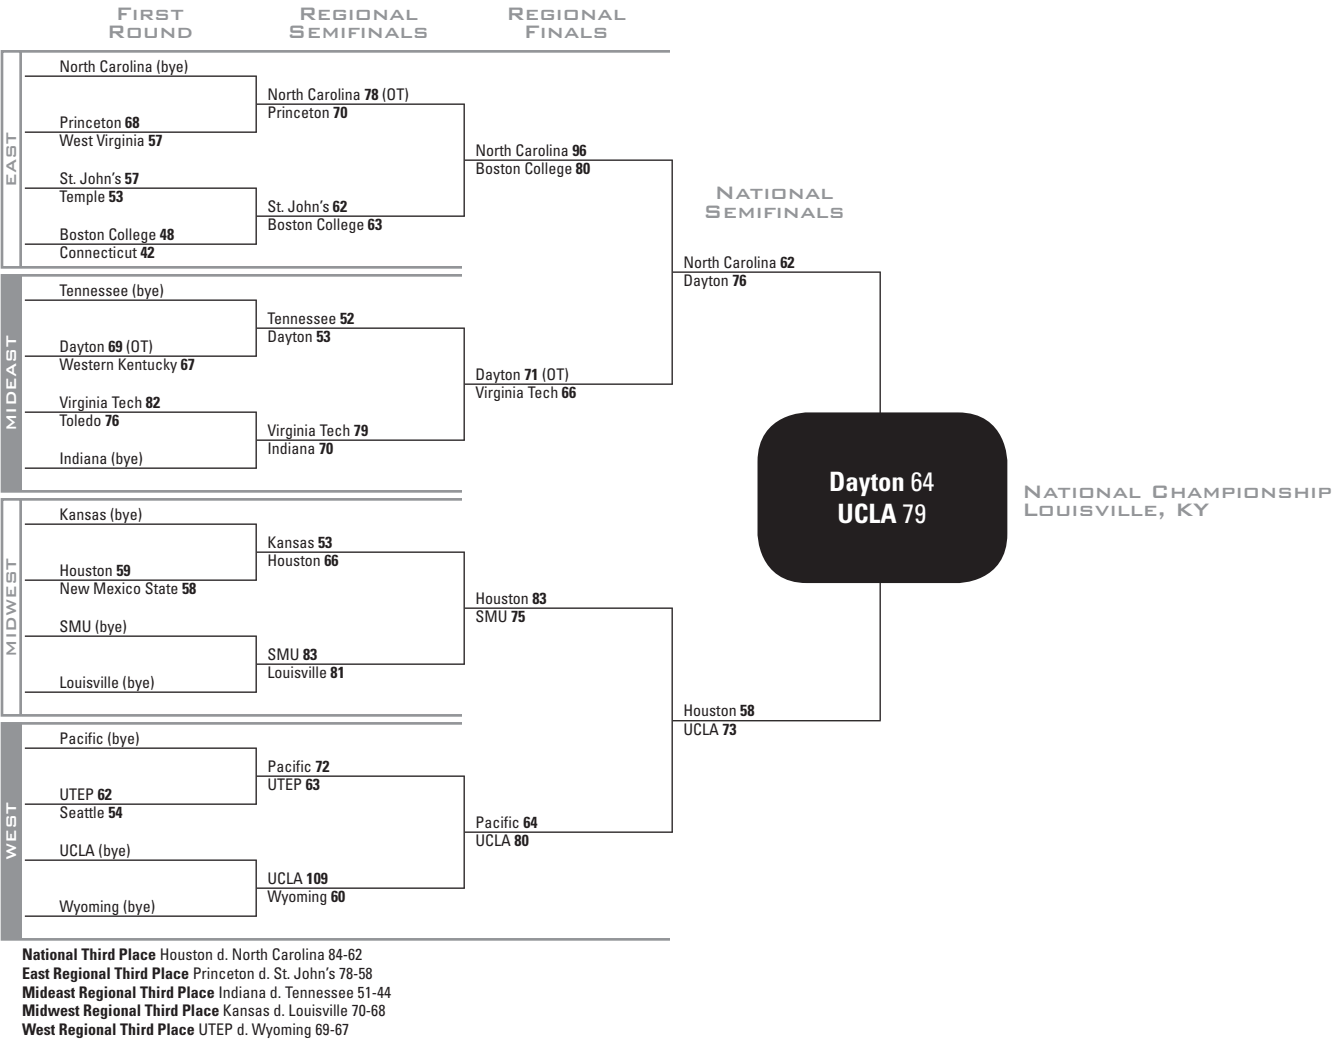 FIRST
ROUND
REGIONAL
SEMIFINALS
REGIONAL
FINALS
EAST
North Carolina (bye)
Princeton 68
West Virginia 57
St. John's 57
Temple 53
Boston College 48
Connecticut 42
North Carolina 78 (OT)
Princeton 70
St. John's 62
Boston College 63
North Carolina 96
Boston College 80
MIDEAST
Tennessee (bye)
Dayton 69 (OT)
Western Kentucky 67
Virginia Tech 82
Toledo 76
Indiana (bye)
Tennessee 52
Dayton 53
Virginia Tech 79
Indiana 70
Dayton 71 (OT)
Virginia Tech 66
MIDWEST
Kansas (bye)
Houston 59
New Mexico State 58
SMU (bye)
Louisville (bye)
Kansas 53
Houston 66
SMU 83
Louisville 81
Houston 83
SMU 75
WEST
Pacific (bye)
UTEP 62
Seattle 54
UCLA (bye)
Wyoming (bye)
Pacific 72
UTEP 63
UCLA 109
Wyoming 60
Pacific 64
UCLA 80
NATIONAL
SEMIFINALS
North Carolina 62
Dayton 76
Houston 58
UCLA 73
Dayton 64
UCLA 79
NATIONAL CHAMPIONSHIP
LOUISVILLE, KY
National Third Place Houston d. North Carolina 84-62
East Regional Third Place Princeton d. St. John's 78-58
Mideast Regional Third Place Indiana d. Tennessee 51-44
Midwest Regional Third Place Kansas d. Louisville 70-68
West Regional Third Place UTEP d. Wyoming 69-67